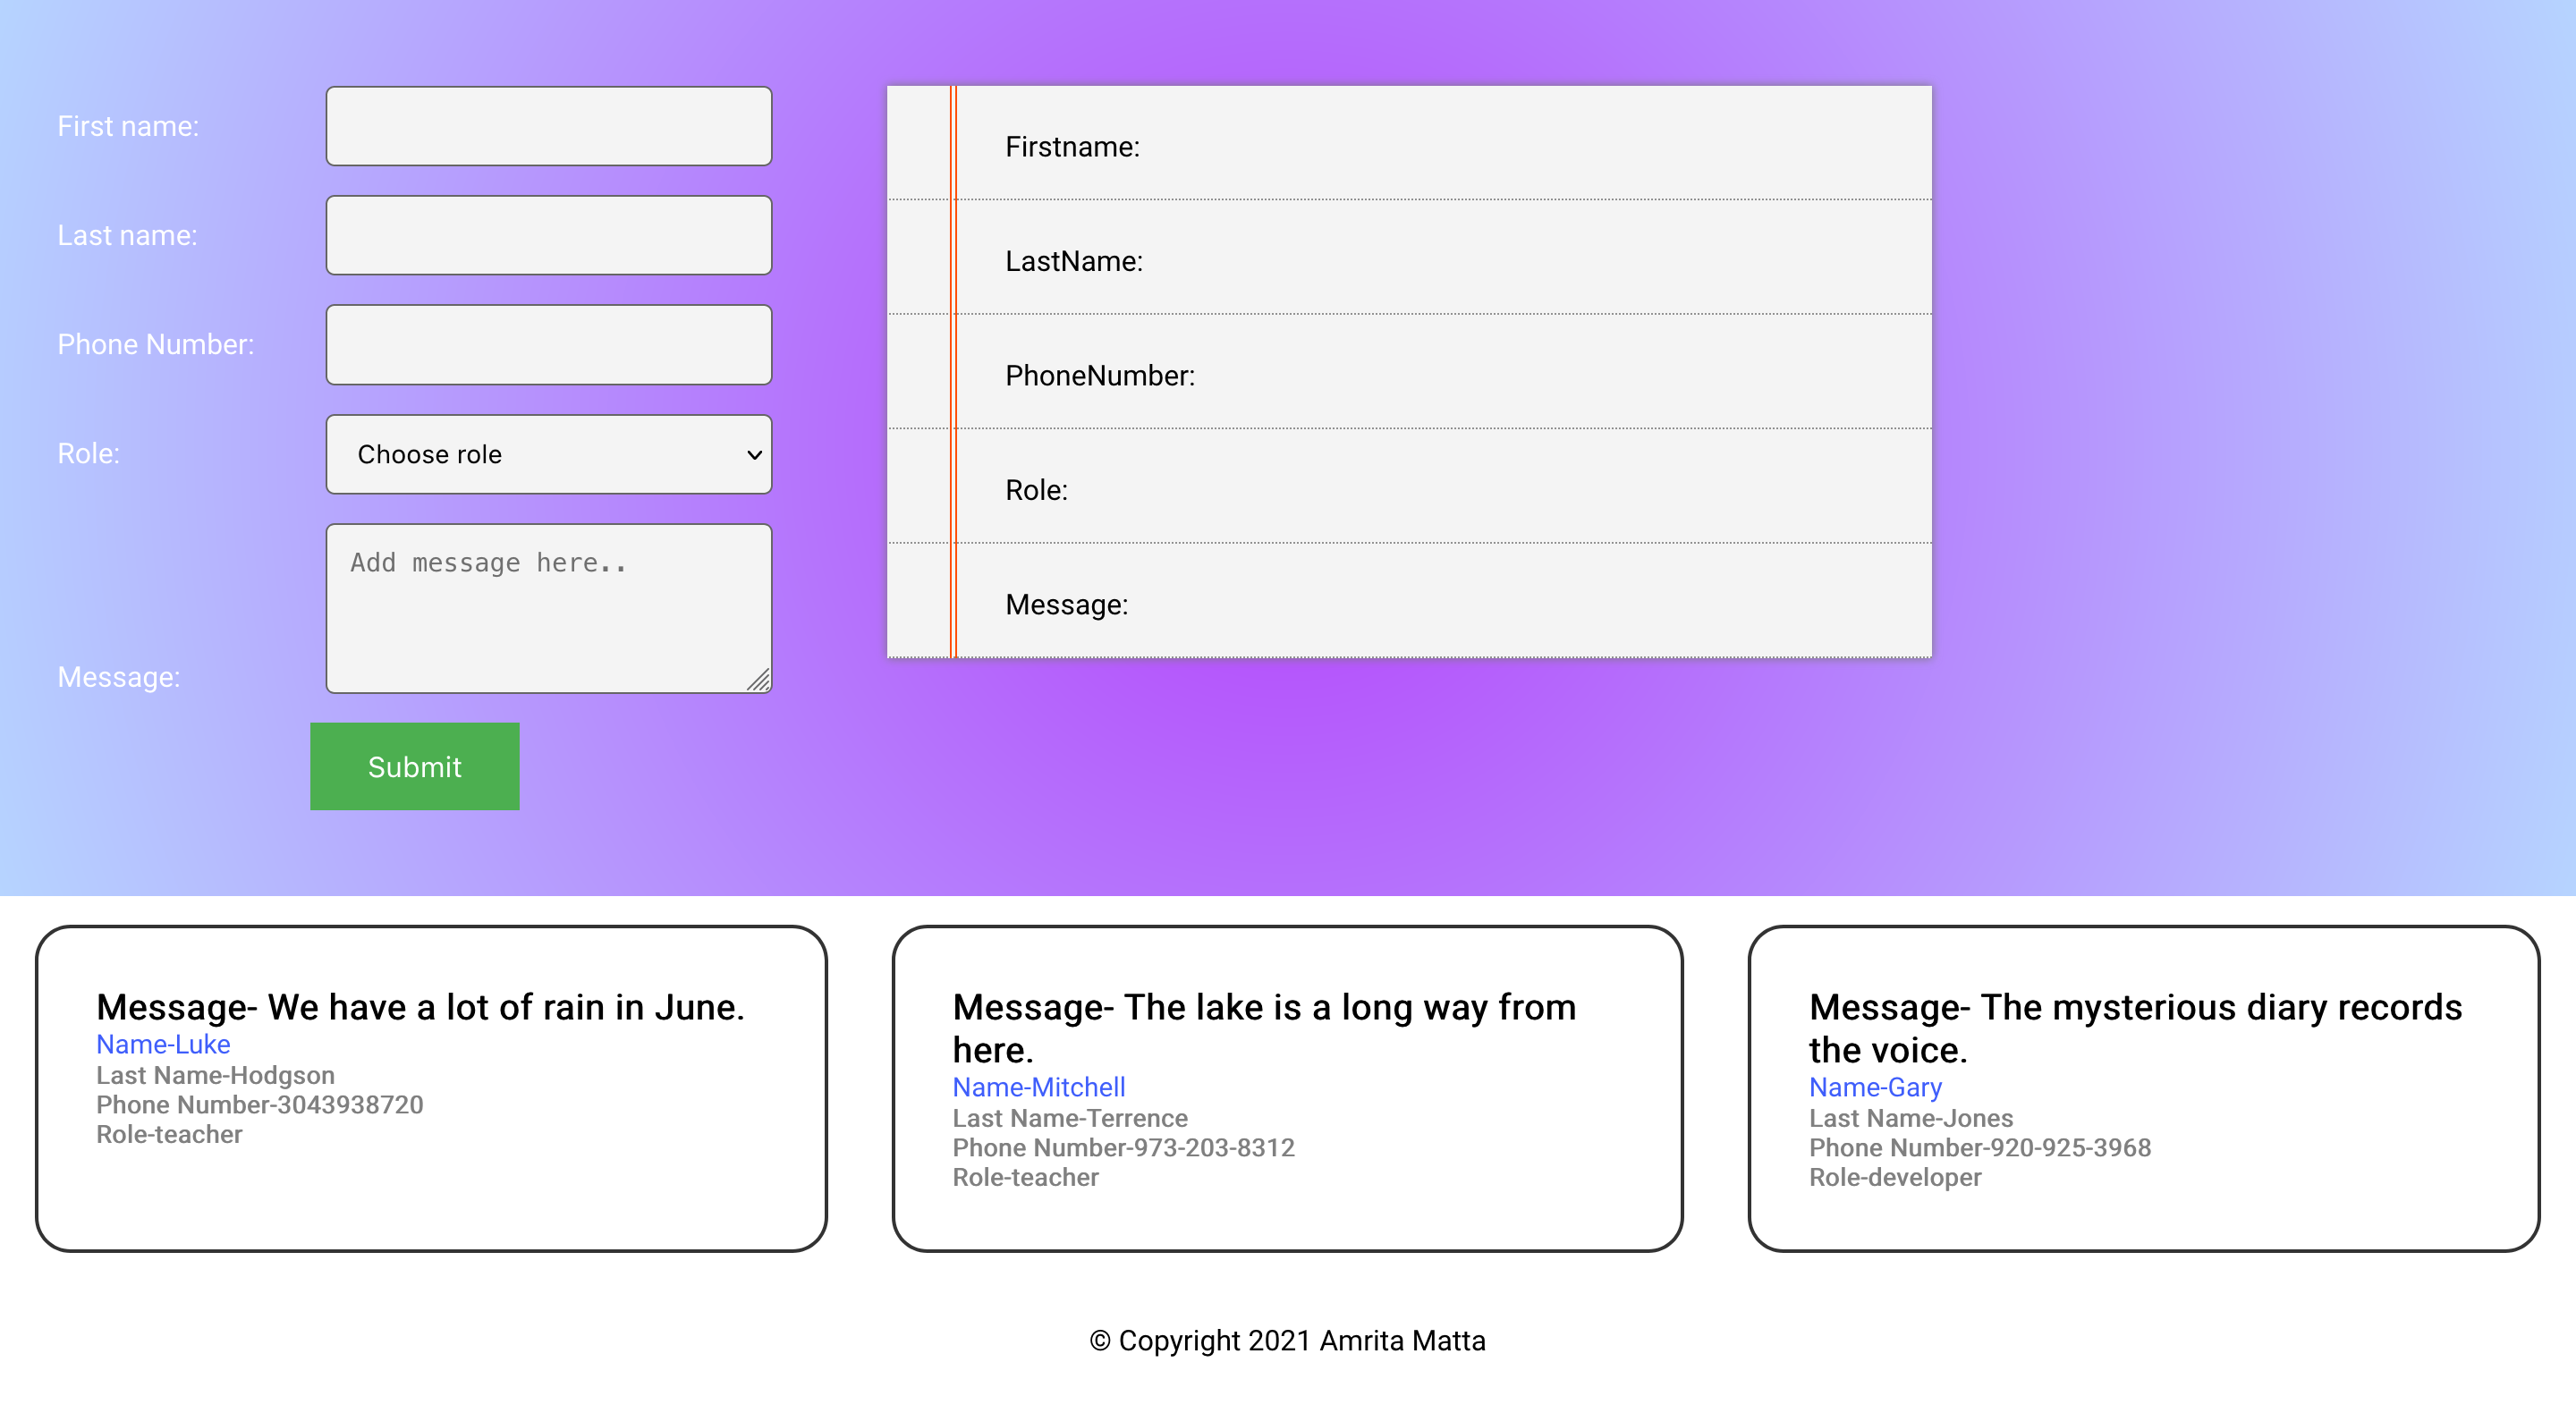 First name:
Last name:
Phone Number:
Role:
Choose role
Add message here..
Message:
Submit
Firstname:
LastName:
PhoneNumber:
Role:
Message:
Message- We have a lot of rain in June.
Name-Luke
Last Name-Hodgson
Phone Number-3043938720
Role-teacher
Message- The lake is a long way from
here.
Name-Mitchell
Last Name-Terrence
Phone Number-973-203-8312
Role-teacher
Message- The mysterious diary records
the voice.
Name-Gary
Last Name-Jones
Phone Number-920-925-3968
Role-developer
© Copyright 2021 Amrita Matta